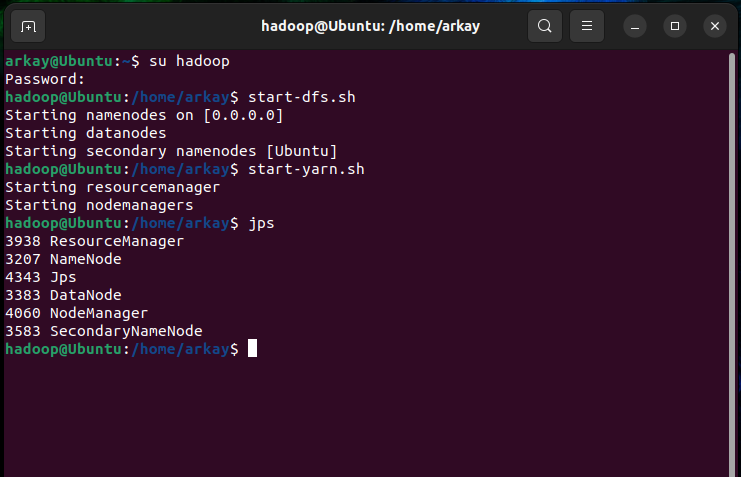 hadoop@Ubuntu: /home/arkay
arkay@Ubuntu:~$ su hadoop
Password:
hadoop@Ubuntu:/home/arkay$ start-dfs.sh
Starting namenodes on [0.0.0.0]
Starting datanodes
Starting secondary namenodes [Ubuntu]
hadoop@Ubuntu:/home/arkay$ start-yarn.sh
Starting resourcemanager
Starting nodemanagers
hadoop@Ubuntu:/home/arkay$ jps
3938 ResourceManager
3207 NameNode
4343 Jps
3383 DataNode
4060 NodeManager
3583 SecondaryNameNode
hadoop@Ubuntu:/home/arkay$